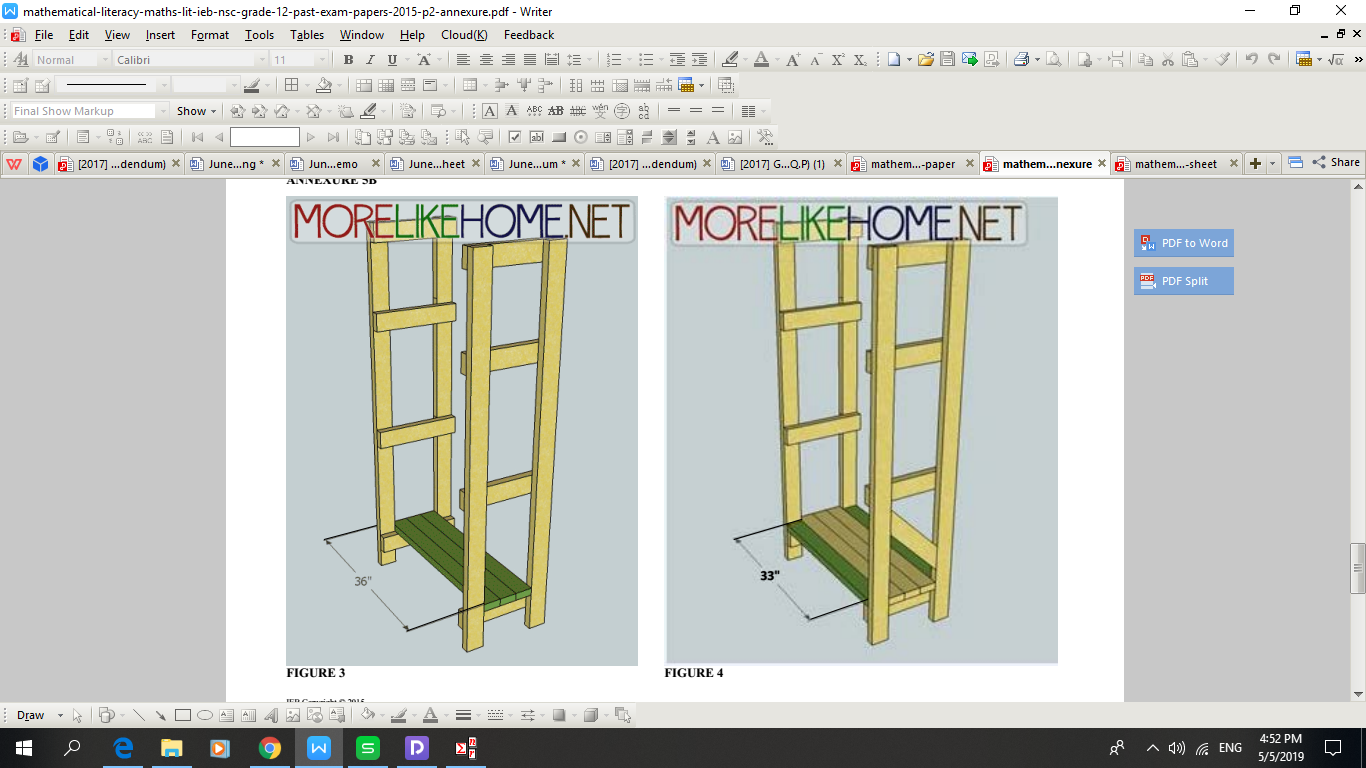 mathematical-literacy-maths-lit-ieb-nsc-grade-12-past-exam-papers-2015-p2-annexure.pdf - Writer
File Edit View Insert Format Tools Tables Window Help Cloud(K) Feedback
Normal Calibri 11 B I U
Final Show Markup Show
[2017] ...dendum) June...ng * Jun...emo June...heet June...um * [2017] ...dendum) [2017] G...Q,P) (1) mathem...-paper mathem...nexure mathem...-sheet Share
ANNEXURE 5B
MORELIKEHOME.NET MORELIKEHOME.NET
PDF to Word
PDF Split
36" 33"
FIGURE 3 FIGURE 4
IEB Copyright © 2015
Draw
ENG
4:52 PM
5/5/2019